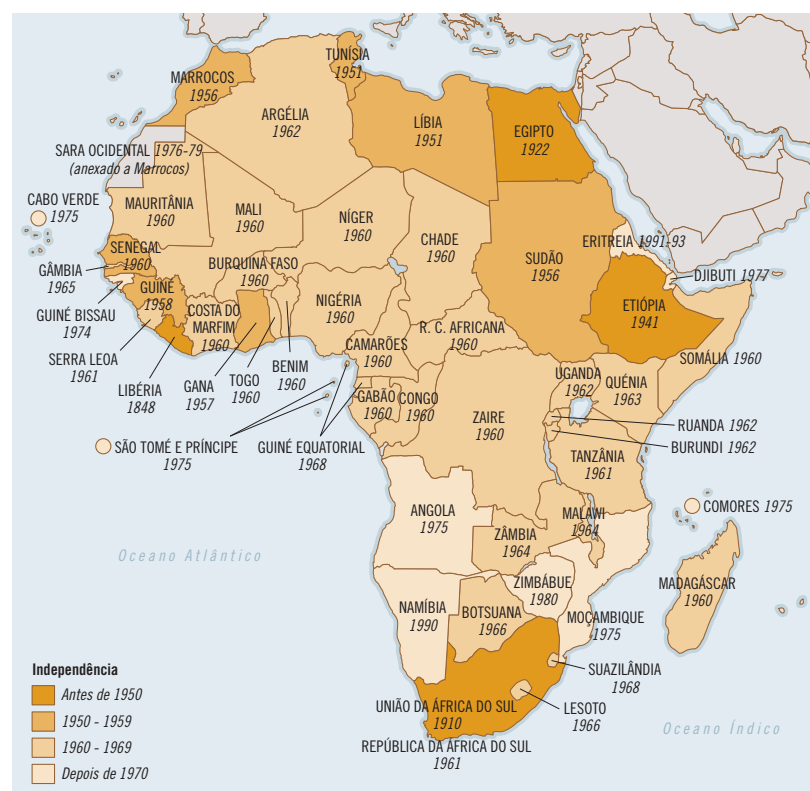 TUNÍSIA
1951
MARROCOS
1956
ARGÉLIA
1962
LÍBIA
1951
EGIPTO
1922
SARA OCIDENTAL 1976-79
(anexado a Marrocos)
CABO VERDE
1975
MAURITÂNIA
1960
MALI
1960
NÍGER
1960
CHADE
1960
SUDÃO
1956
ERITREIA 1991-93
DJIBUTI 1977
SENEGAL
1960
GÂMBIA
1965
GUINÉ
1958
BURQUINA FASO
1960
NIGÉRIA
1960
ETIÓPIA
1941
GUINÉ BISSAU
1974
COSTA DO
MARFIM
1960
R. C. AFRICANA
1960
SOMÁLIA 1960
SERRA LEOA
1961
CAMARÕES
1960
LIBÉRIA
1848
GANA
1957
TOGO
1960
BENIM
1960
GABÃO
1960
CONGO
1960
ZAIRE
1960
UGANDA
1962
QUÉNIA
1963
RUANDA 1962
BURUNDI 1962
SÃO TOMÉ E PRÍNCIPE
1975
GUINÉ EQUATORIAL
1968
TANZÂNIA
1961
ANGOLA
1975
MALAWI
1964
COMORES 1975
ZÂMBIA
1964
Oceano Atlântico
ZIMBÁBUE
1980
MADAGÁSCAR
1960
NAMÍBIA
1990
BOTSUANA
1966
MOÇAMBIQUE
1975
SUAZILÂNDIA
1968
LESOTO
1966
UNIÃO DA ÁFRICA DO SUL
1910
REPÚBLICA DA ÁFRICA DO SUL
1961
Oceano Índico
Independência
Antes de 1950
1950 - 1959
1960 - 1969
Depois de 1970